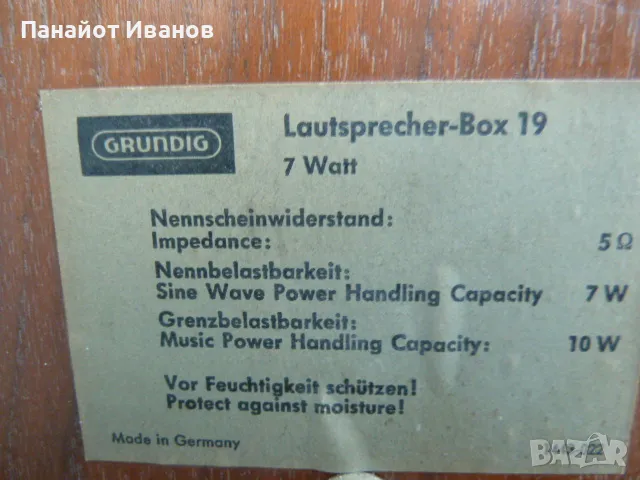 Панайот Иванов
GRUNDIG
Lautsprecher-Box 19
7 Watt
Nennscheinwiderstand:
Impedance: 5 Ω
Nennbelastbarkeit:
Sine Wave Power Handling Capacity 7 W
Grenzbelastbarkeit:
Music Power Handling Capacity: 10 W
Vor Feuchtigkeit schützen!
Protect against moisture!
Made in Germany
BAZAR